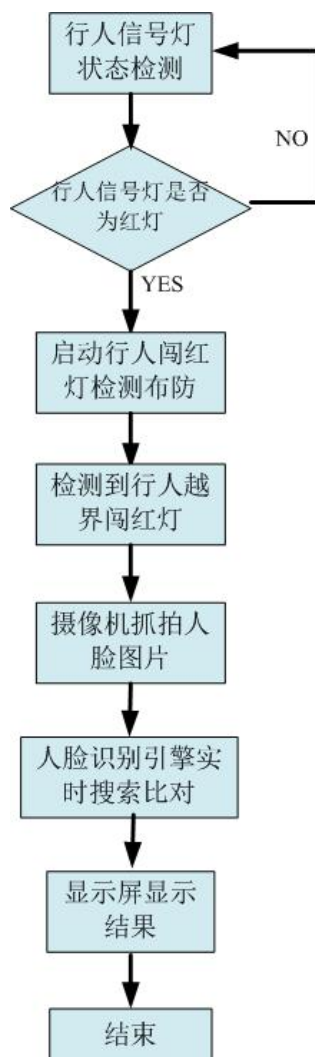 行人信号灯
状态检测
NO
行人信号灯是否
为红灯
YES
启动行人闯红
灯检测布防
检测到行人越
界闯红灯
摄像机抓拍人
脸图片
人脸识别引擎实
时搜索比对
显示屏显示
结果
结束